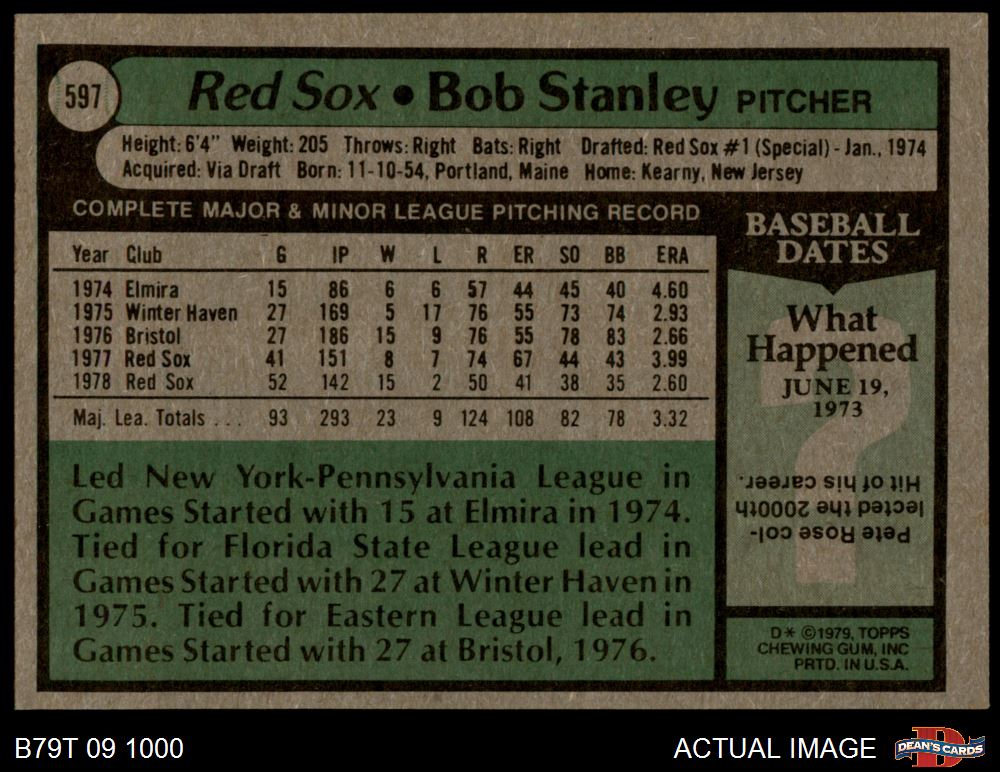 597
Red Sox • Bob Stanley PITCHER
Height: 6'4" Weight: 205 Throws: Right Bats: Right Drafted: Red Sox #1 (Special) - Jan., 1974
Acquired: Via Draft Born: 11-10-54, Portland, Maine Home: Kearny, New Jersey
COMPLETE MAJOR & MINOR LEAGUE PITCHING RECORD
Year Club G IP W L R ER SO BB ERA
1974 Elmira 15 86 6 6 57 44 45 40 4.60
1975 Winter Haven 27 169 5 17 76 55 73 74 2.93
1976 Bristol 27 186 15 9 76 55 78 83 2.66
1977 Red Sox 41 151 8 7 74 67 44 43 3.99
1978 Red Sox 52 142 15 2 50 41 38 35 2.60
Maj. Lea. Totals . . . 93 293 23 9 124 108 82 78 3.32
Led New York-Pennsylvania League in
Games Started with 15 at Elmira in 1974.
Tied for Florida State League lead in
Games Started with 27 at Winter Haven in
1975. Tied for Eastern League lead in
Games Started with 27 at Bristol, 1976.
BASEBALL
DATES
What
Happened
JUNE 19,
1973
?
Pete Rose col-
lected the 2000th
Hit of his career.
D* ©1979, TOPPS
CHEWING GUM, INC
PRTD. IN U.S.A.
B79T 09 1000
ACTUAL IMAGE
D
DEAN'S CARDS